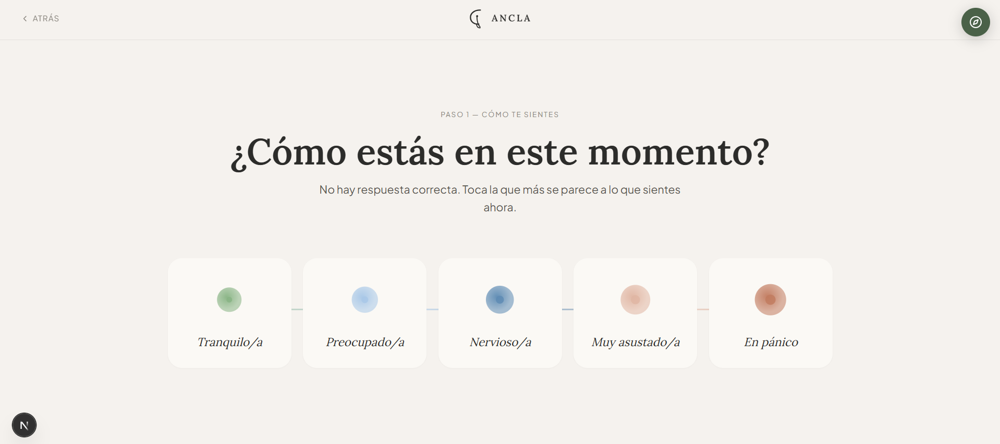 ATRÁS
ANCLA
PASO 1 — CÓMO TE SIENTES
¿Cómo estás en este momento?
No hay respuesta correcta. Toca la que más se parece a lo que sientes
ahora.
Tranquilo/a
Preocupado/a
Nervioso/a
Muy asustado/a
En pánico
N